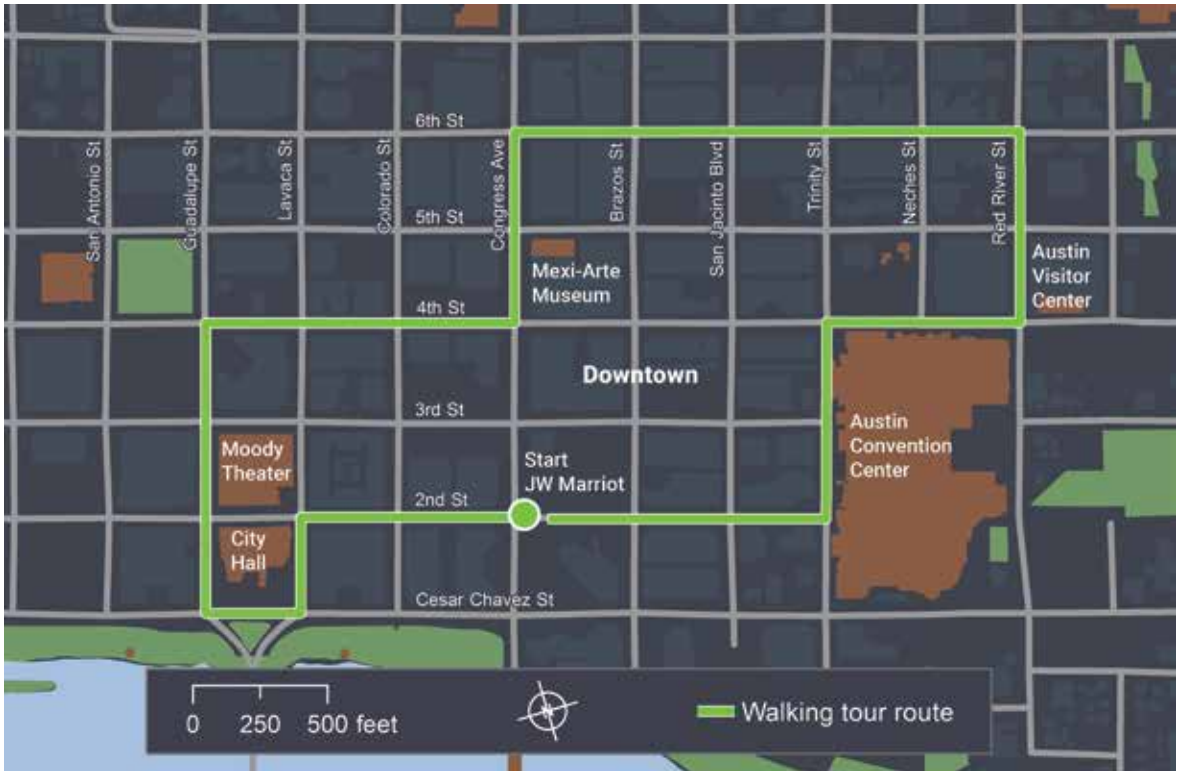 6th St
San Antonio St
Guadalupe St
Lavaca St
Colorado St
Congress Ave
Brazos St
San Jacinto Blvd
Trinity St
Neches St
Red River St
5th St
Mexi-Arte
Museum
Austin
Visitor
Center
4th St
Downtown
3rd St
Moody
Theater
Austin
Convention
Center
Start
JW Marriot
2nd St
City
Hall
Cesar Chavez St
0 250 500 feet
Walking tour route